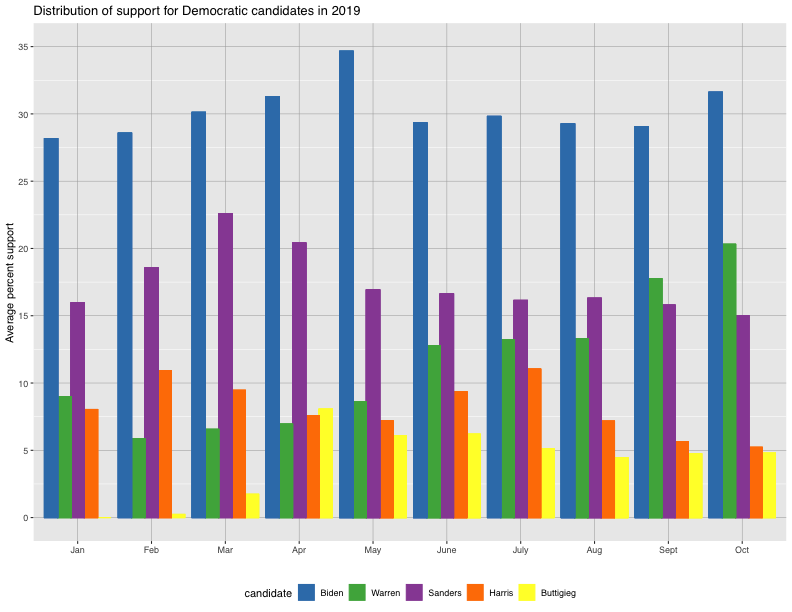 Distribution of support for Democratic candidates in 2019
Average percent support
35
30
25
20
15
10
5
0
Jan Feb Mar Apr May June July Aug Sept Oct
candidate Biden Warren Sanders Harris Buttigieg